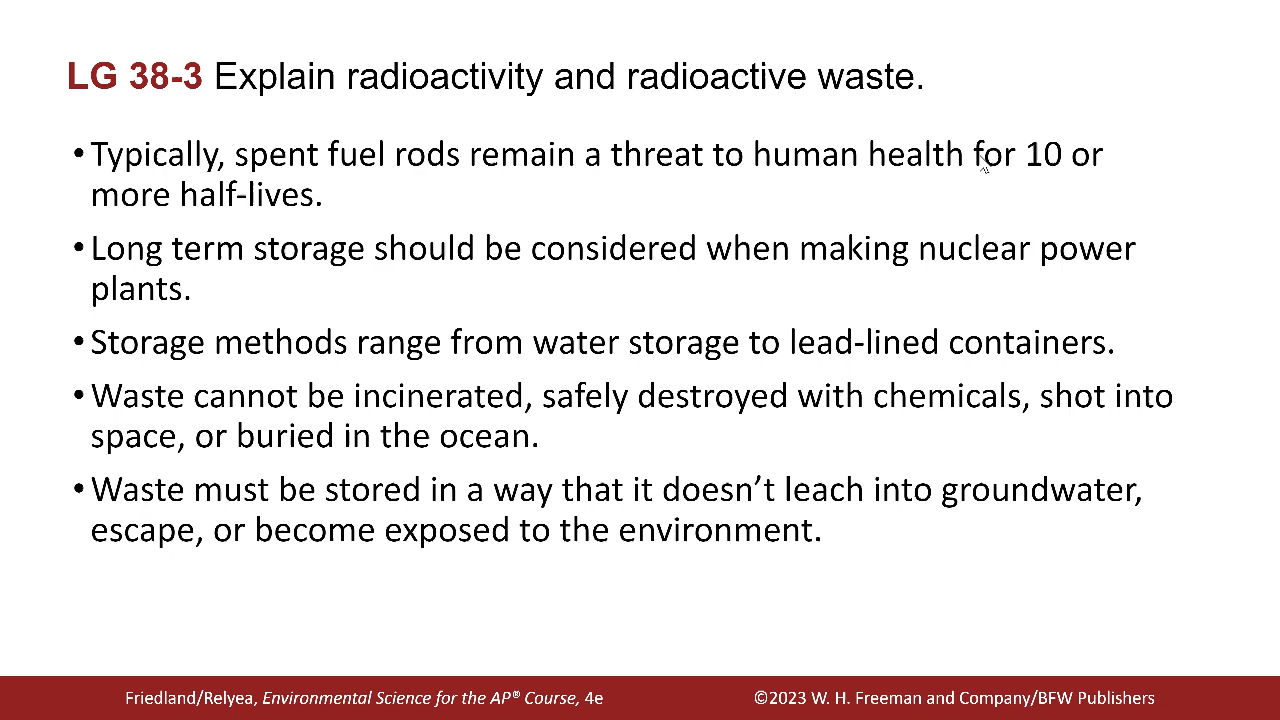 LG 38-3 Explain radioactivity and radioactive waste.
•Typically, spent fuel rods remain a threat to human health for 10 or
more half-lives.
•Long term storage should be considered when making nuclear power
plants.
•Storage methods range from water storage to lead-lined containers.
•Waste cannot be incinerated, safely destroyed with chemicals, shot into
space, or buried in the ocean.
•Waste must be stored in a way that it doesn’t leach into groundwater,
escape, or become exposed to the environment.
Friedland/Relyea, Environmental Science for the AP® Course, 4e
©2023 W. H. Freeman and Company/BFW Publishers